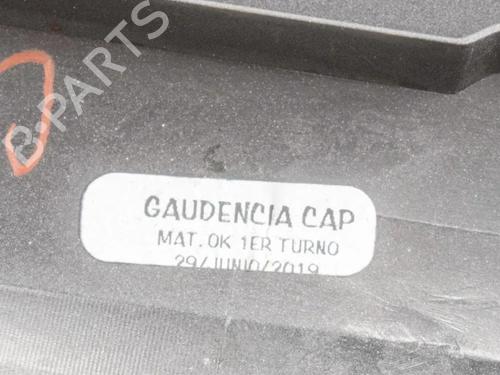 B-PARTS
GAUDENCIA CAP
MAT. OK 1ER TURNO
29/JUNIO/2019